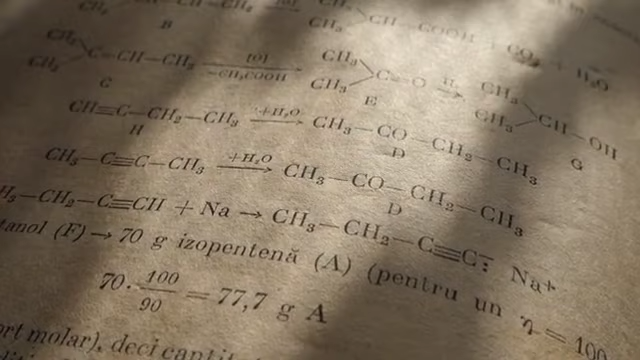 CH₃ CH—COOH + CO₂ + H₂O
B
CH₃ CH₃ C—CH—CH₃ [O] —CH₃COOH CH₃ CH₃ C=O H₂ CH₃ CH₃ CH—OH
C E G
CH≡C—CH₂—CH₃ +H₂O CH₃—CO—CH₂—CH₃
H D
CH₃—C≡C—CH₃ +H₂O CH₃—CO—CH₂—CH₃
D
H₃—CH₂—C≡CH + Na → CH₃—CH₂—C≡C:⁻ Na⁺
tanol (F) → 70 g izopentenă (A) (pentru un η = 100
70 · 100/90 = 77,7 g A
ort molar), deci